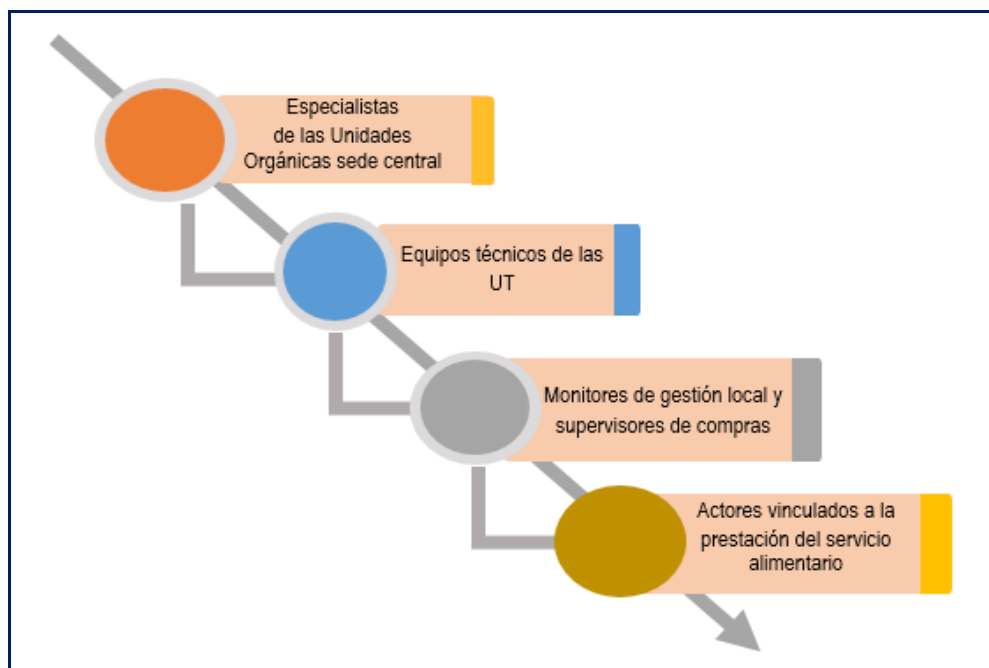 Especialistas
de las Unidades
Orgánicas sede central
Equipos técnicos de las
UT
Monitores de gestión local y
supervisores de compras
Actores vinculados a la
prestación del servicio
alimentario